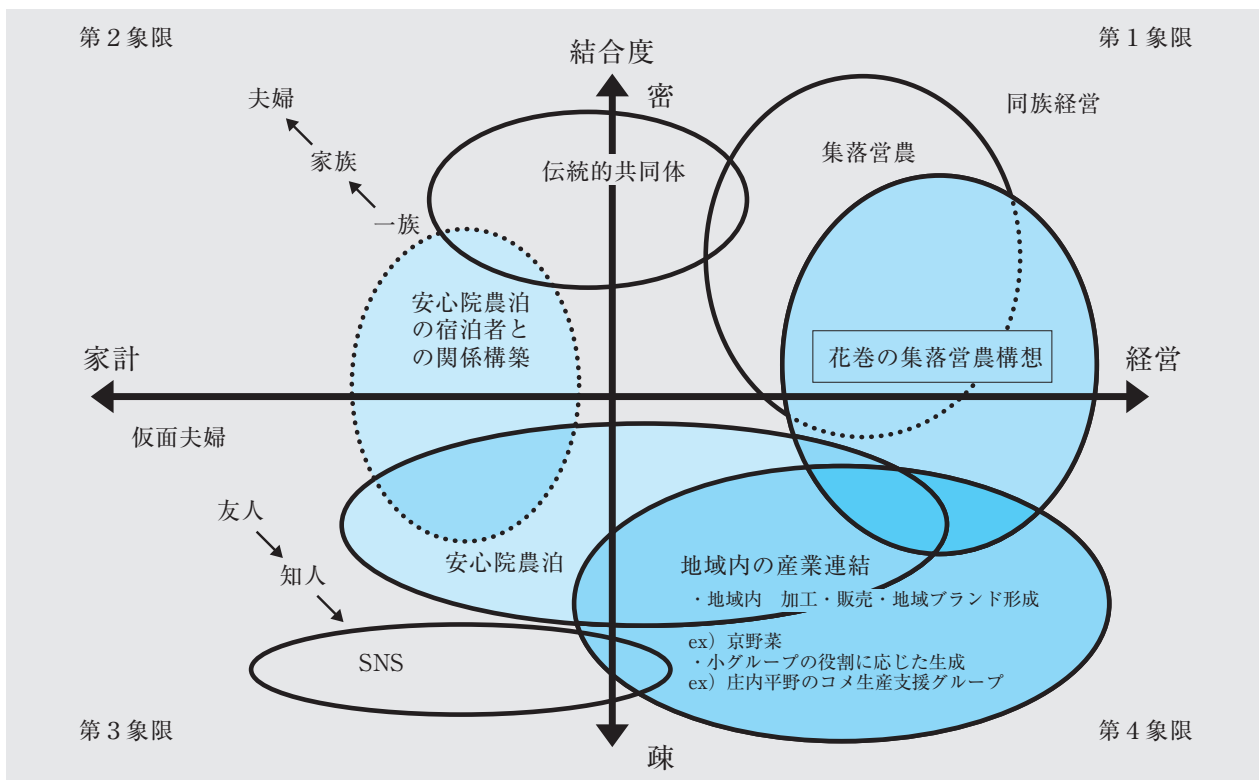 第２象限
第１象限
結合度
密
夫婦
同族経営
家族
集落営農
伝統的共同体
一族
安心院農泊
の宿泊者と
の関係構築
花巻の集落営農構想
家計
経営
仮面夫婦
友人
安心院農泊
地域内の産業連結
知人
・地域内　加工・販売・地域ブランド形成
ex）京野菜
SNS
・小グループの役割に応じた生成
ex）庄内平野のコメ生産支援グループ
第３象限
第４象限
疎